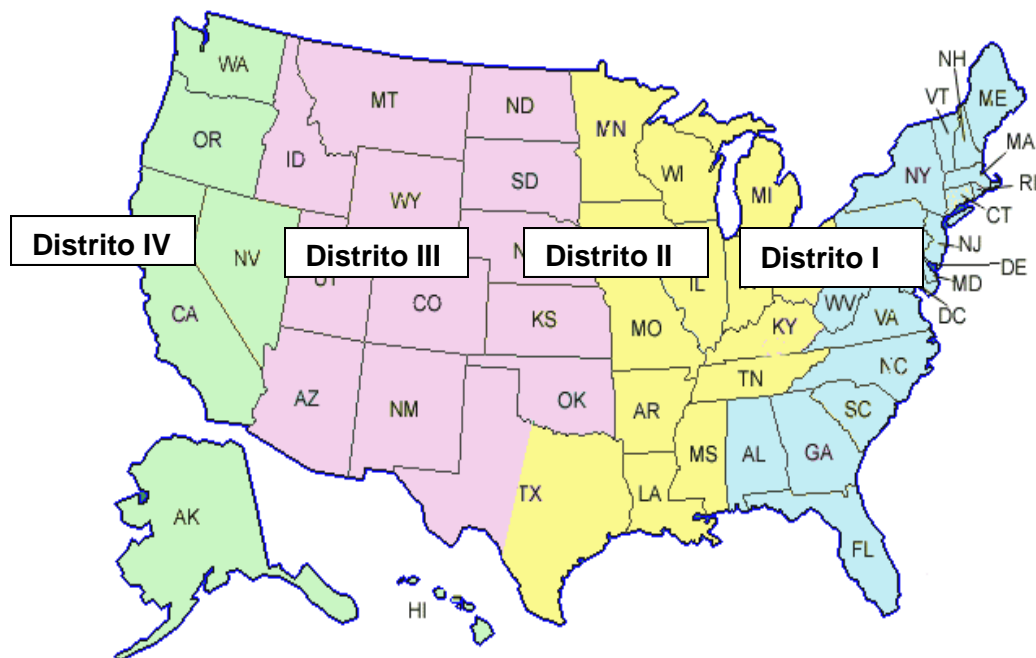 WA
MT
ND
MN
NH
VT
ME
OR
ID
SD
WI
MI
NY
MA
RI
WY
CT
Distrito IV
Distrito III
Distrito II
Distrito I
NJ
NV
DE
MD
CA
CO
IL
WV
DC
KS
MO
KY
VA
TN
NC
AZ
NM
OK
AR
SC
MS
AL
GA
TX
LA
AK
FL
HI